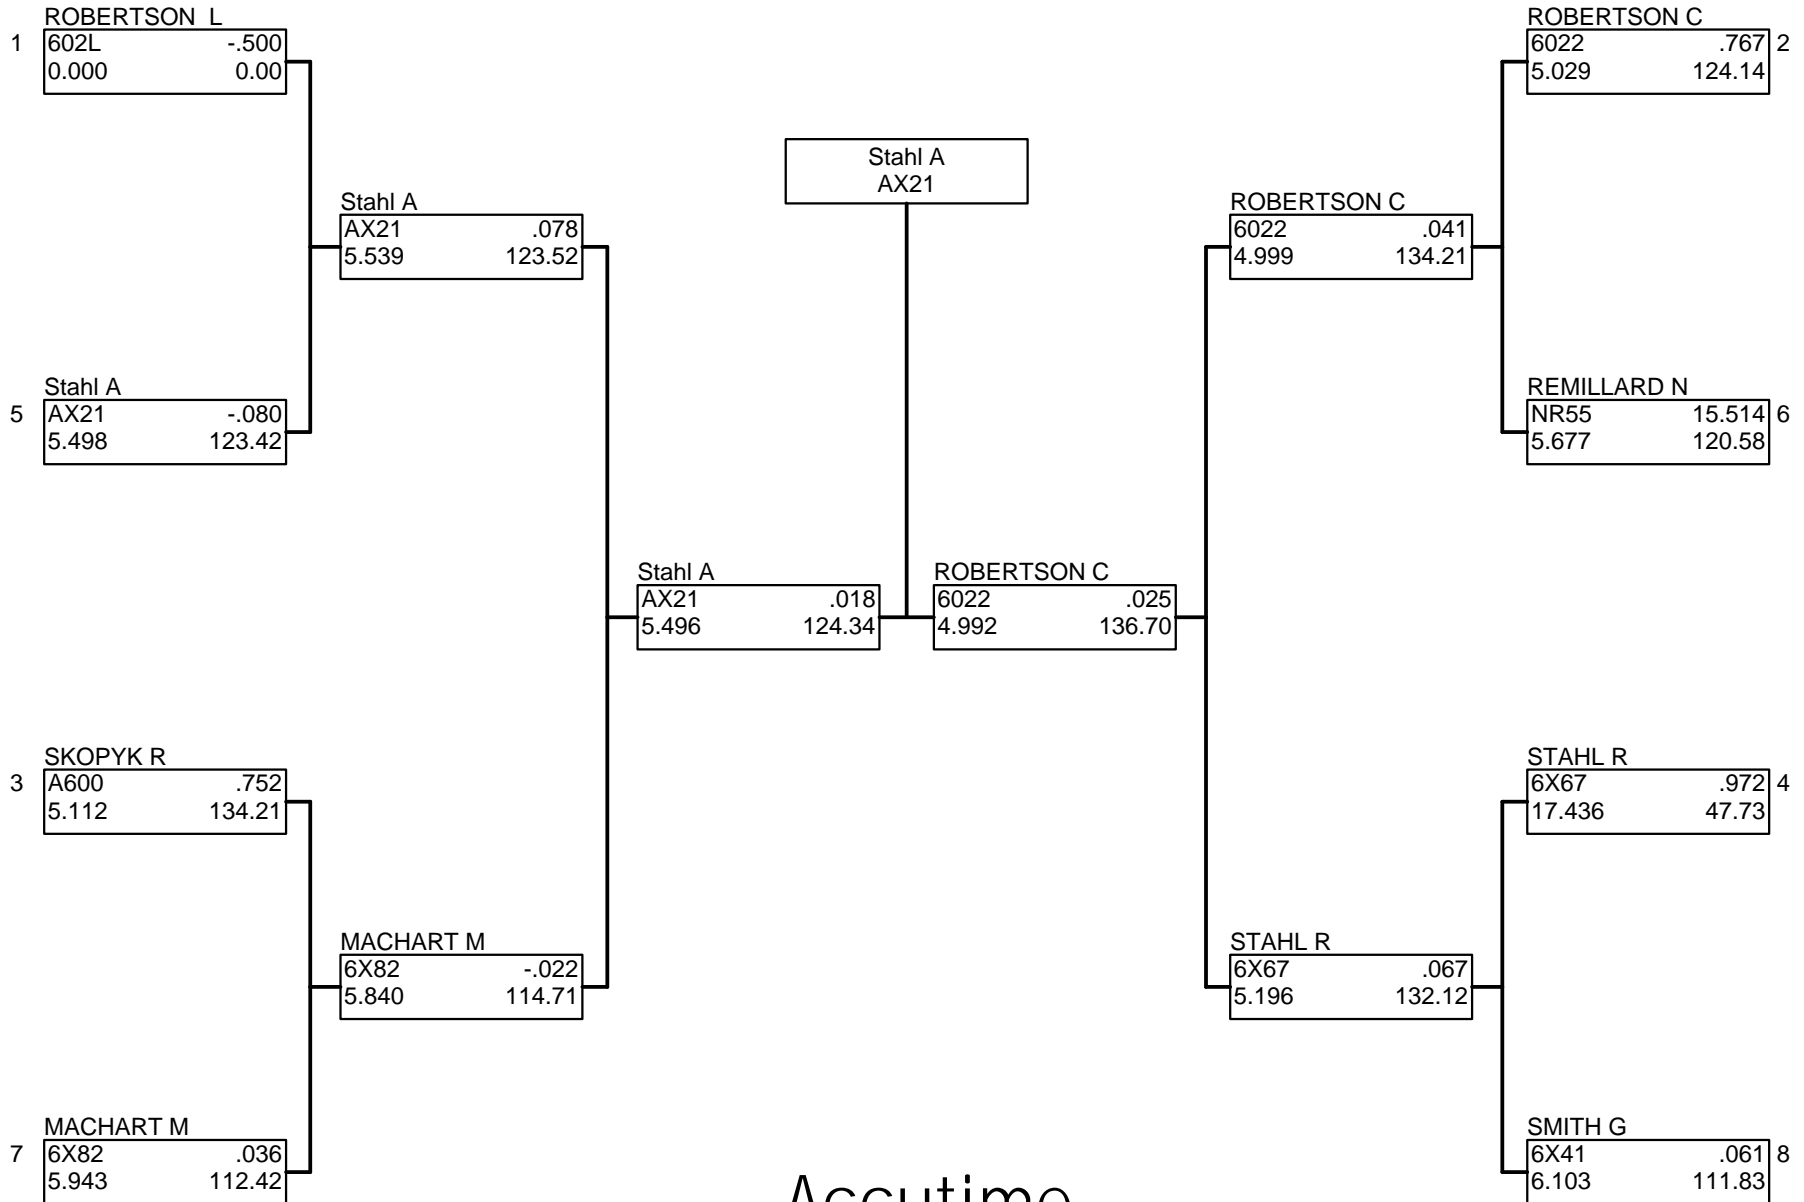 ROBERTSON  L
1 602L -.500
0.000 0.00
Stahl A
5 AX21 -.080
5.498 123.42
SKOPYK R
3 A600 .752
5.112 134.21
MACHART M
7 6X82 .036
5.943 112.42
Stahl A
AX21 .078
5.539 123.52
MACHART M
6X82 -.022
5.840 114.71
Stahl A
AX21 .018
5.496 124.34
Stahl A
AX21
ROBERTSON C
6022 .025
4.992 136.70
ROBERTSON C
6022 .041
4.999 134.21
STAHL R
6X67 .067
5.196 132.12
ROBERTSON C
6022 .767 2
5.029 124.14
REMILLARD N
NR55 15.514 6
5.677 120.58
STAHL R
6X67 .972 4
17.436 47.73
SMITH G
6X41 .061 8
6.103 111.83
Accutime